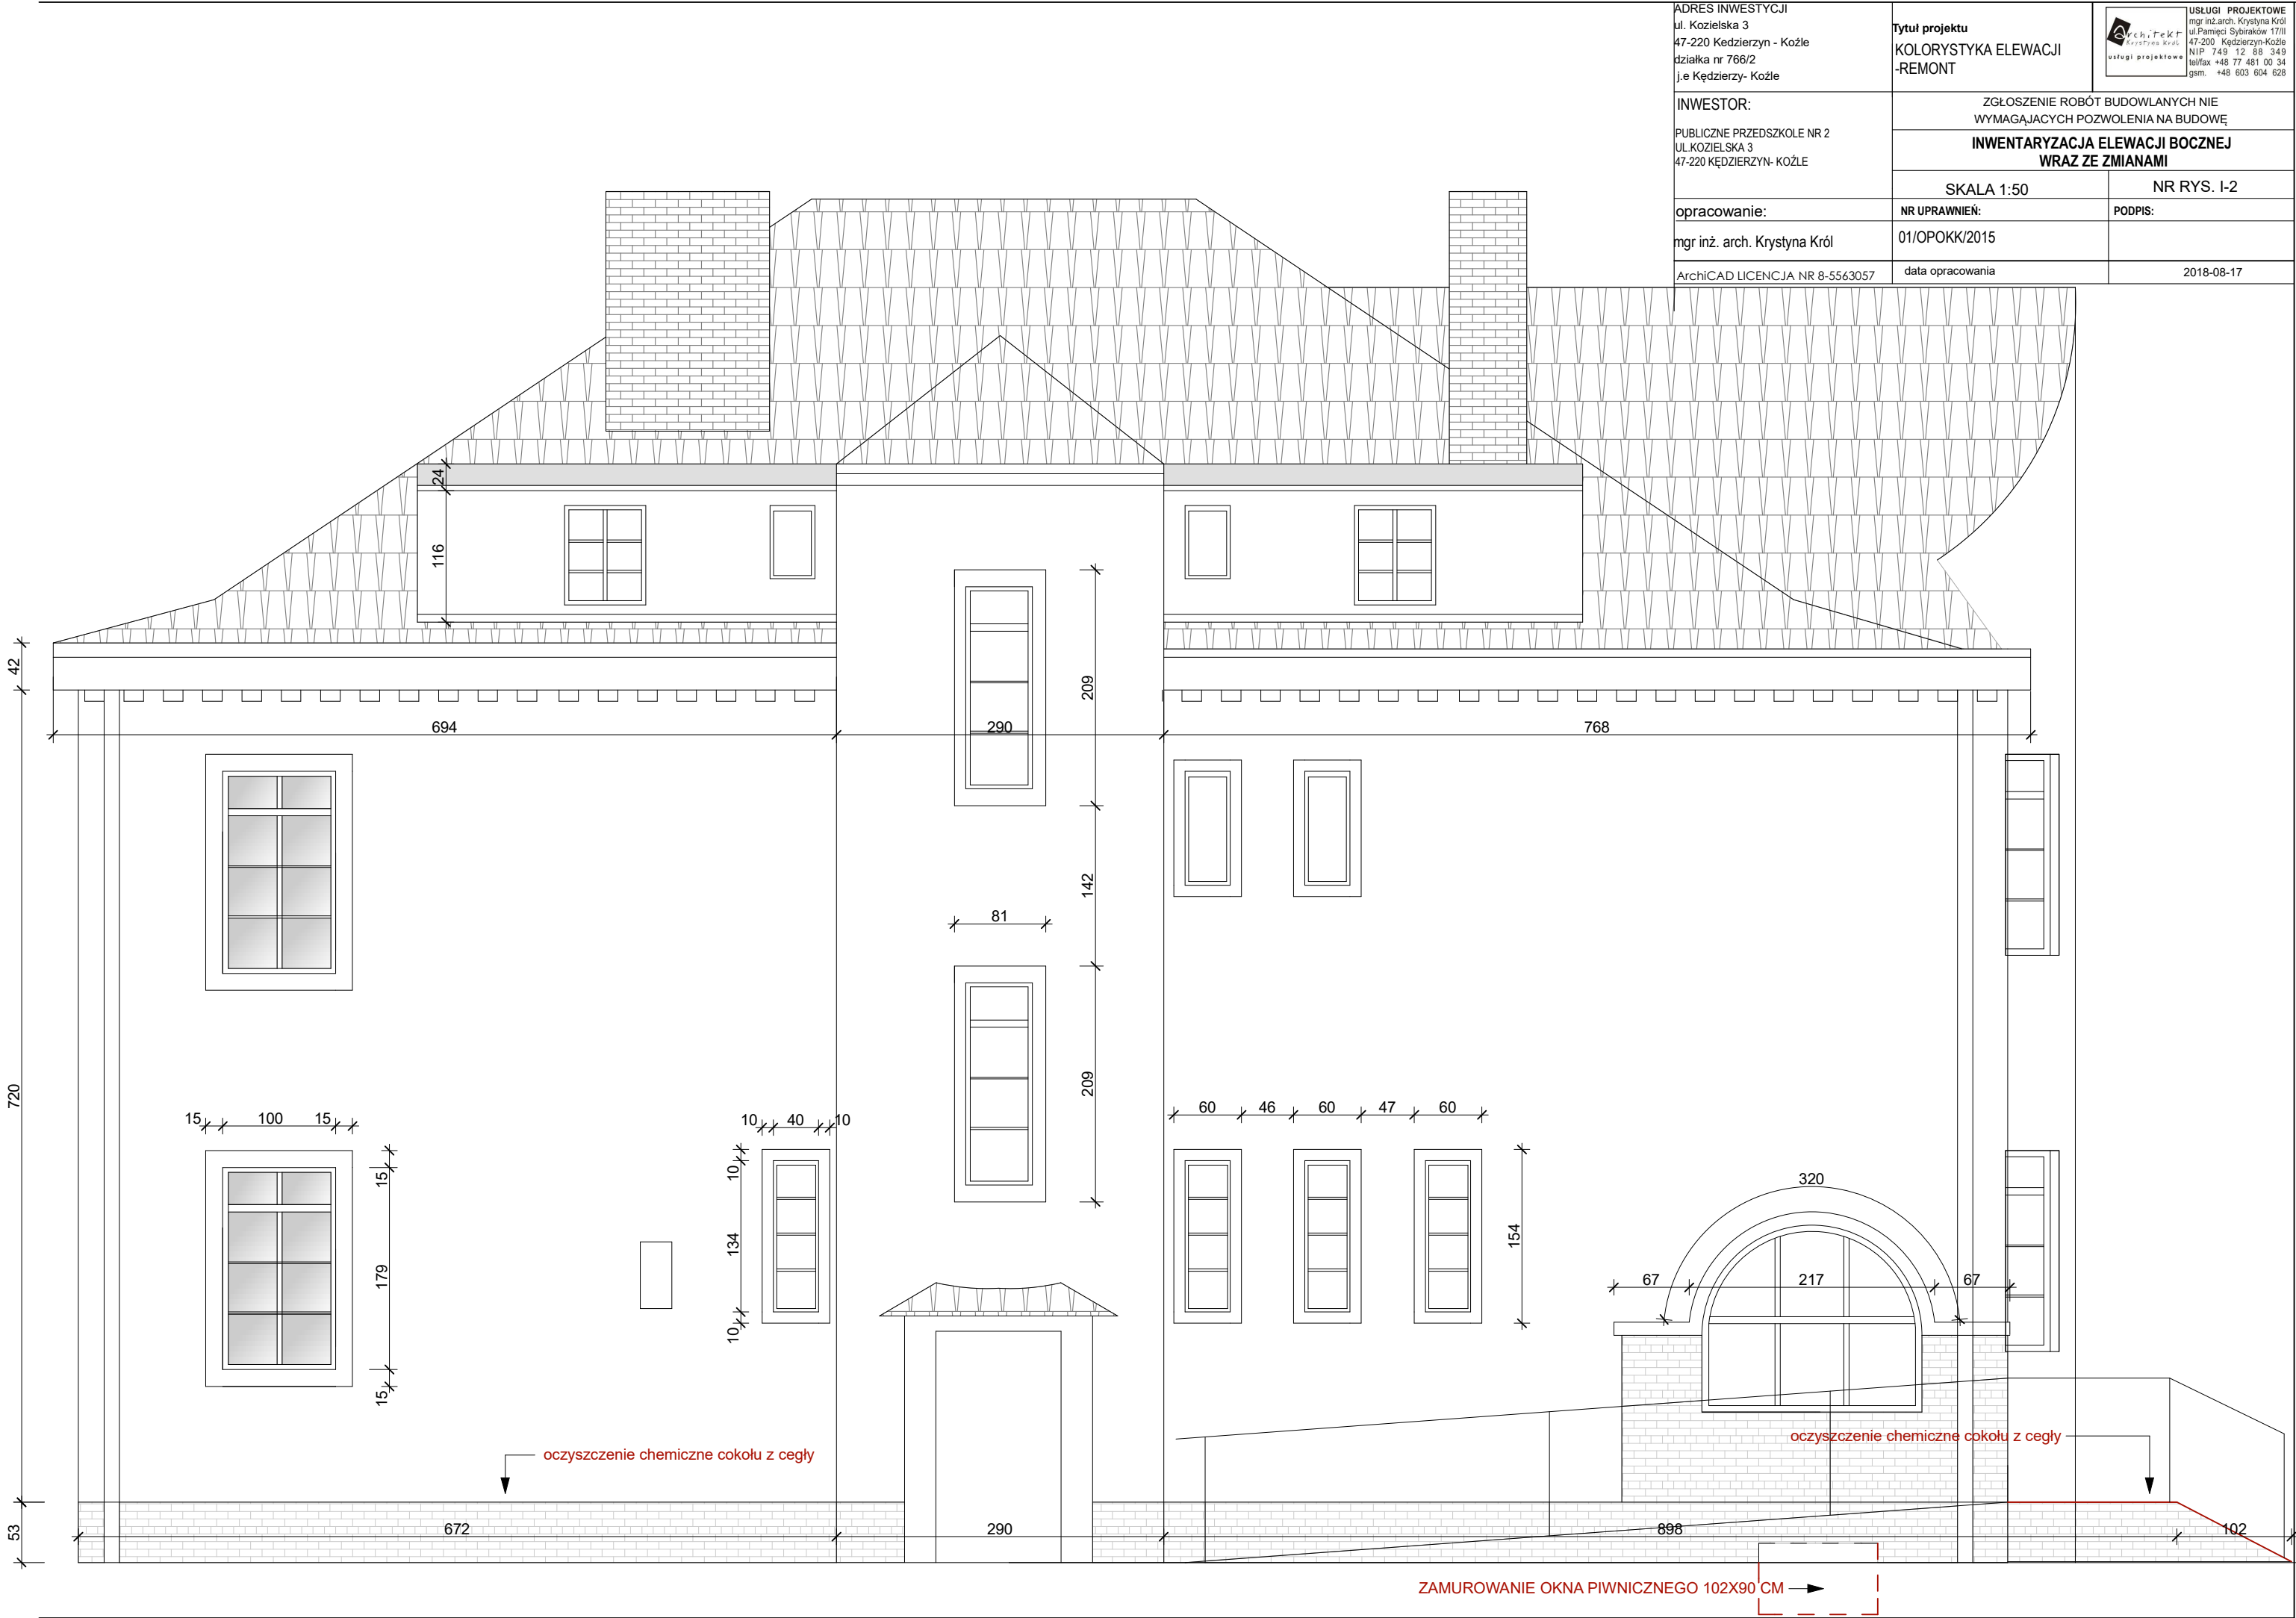 ADRES INWESTYCJI
ul. Kozielska 3
47-220 Kedzierzyn - Koźle
działka nr 766/2
j.e Kędzierzy- Koźle
Tytuł projektu
KOLORYSTYKA ELEWACJI
-REMONT
Architekt
Krystyna Król
usługi projektowe
USŁUGI PROJEKTOWE
mgr inż.arch. Krystyna Król
ul.Pamięci Sybiraków 17/II
47-200 Kędzierzyn-Koźle
NIP 749 12 88 349
tel/fax +48 77 481 00 34
gsm. +48 603 604 628
INWESTOR:
PUBLICZNE PRZEDSZKOLE NR 2
UL.KOZIELSKA 3
47-220 KĘDZIERZYN- KOŹLE
ZGŁOSZENIE ROBÓT BUDOWLANYCH NIE
WYMAGĄJACYCH POZWOLENIA NA BUDOWĘ
INWENTARYZACJA ELEWACJI BOCZNEJ
WRAZ ZE ZMIANAMI
SKALA 1:50
NR RYS. I-2
opracowanie:
NR UPRAWNIEŃ:
PODPIS:
mgr inż. arch. Krystyna Król
01/OPOKK/2015
ArchiCAD LICENCJA NR 8-5563057
data opracowania
2018-08-17
24
116
42
209
694
290
768
142
81
720
209
15
100
15
10
40
10
60
46
60
47
60
15
179
15
10
134
10
154
320
67
217
67
oczyszczenie chemiczne cokołu z cegły
oczyszczenie chemiczne cokołu z cegły
53
672
290
898
102
ZAMUROWANIE OKNA PIWNICZNEGO 102X90 CM